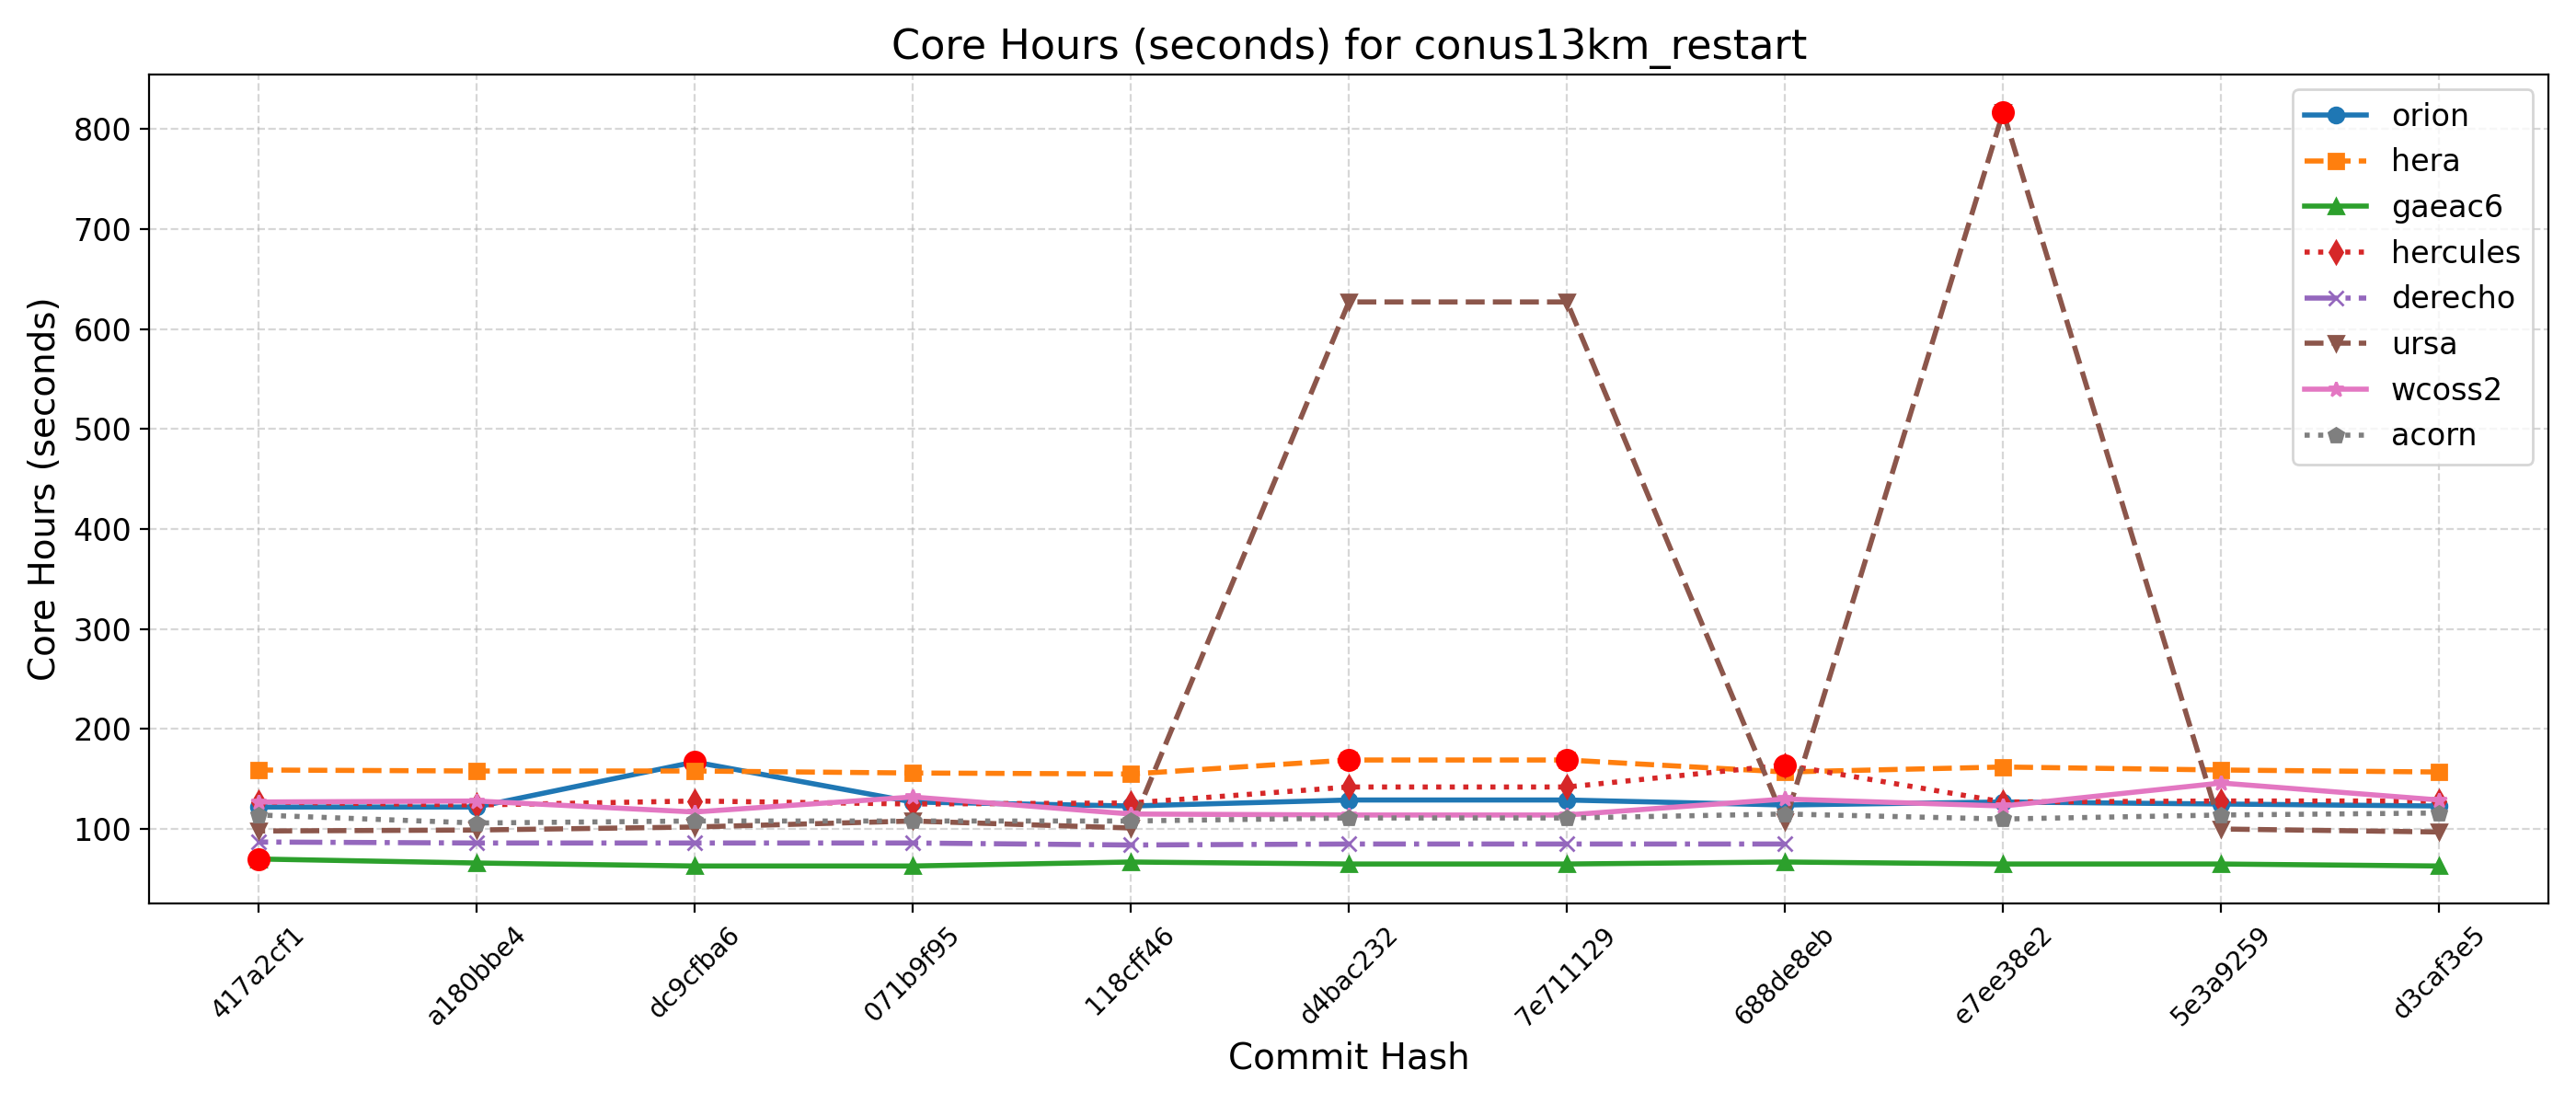 Core Hours (seconds) for conus13km_restart
Core Hours (seconds)
800
700
600
500
400
300
200
100
orion
hera
gaeac6
hercules
derecho
ursa
wcoss2
acorn
417a2cf1
a180bbe4
dc9cfba6
071b9f95
118cff46
d4bac232
7e711129
688de8eb
e7ee38e2
5e3a9259
d3caf3e5
Commit Hash